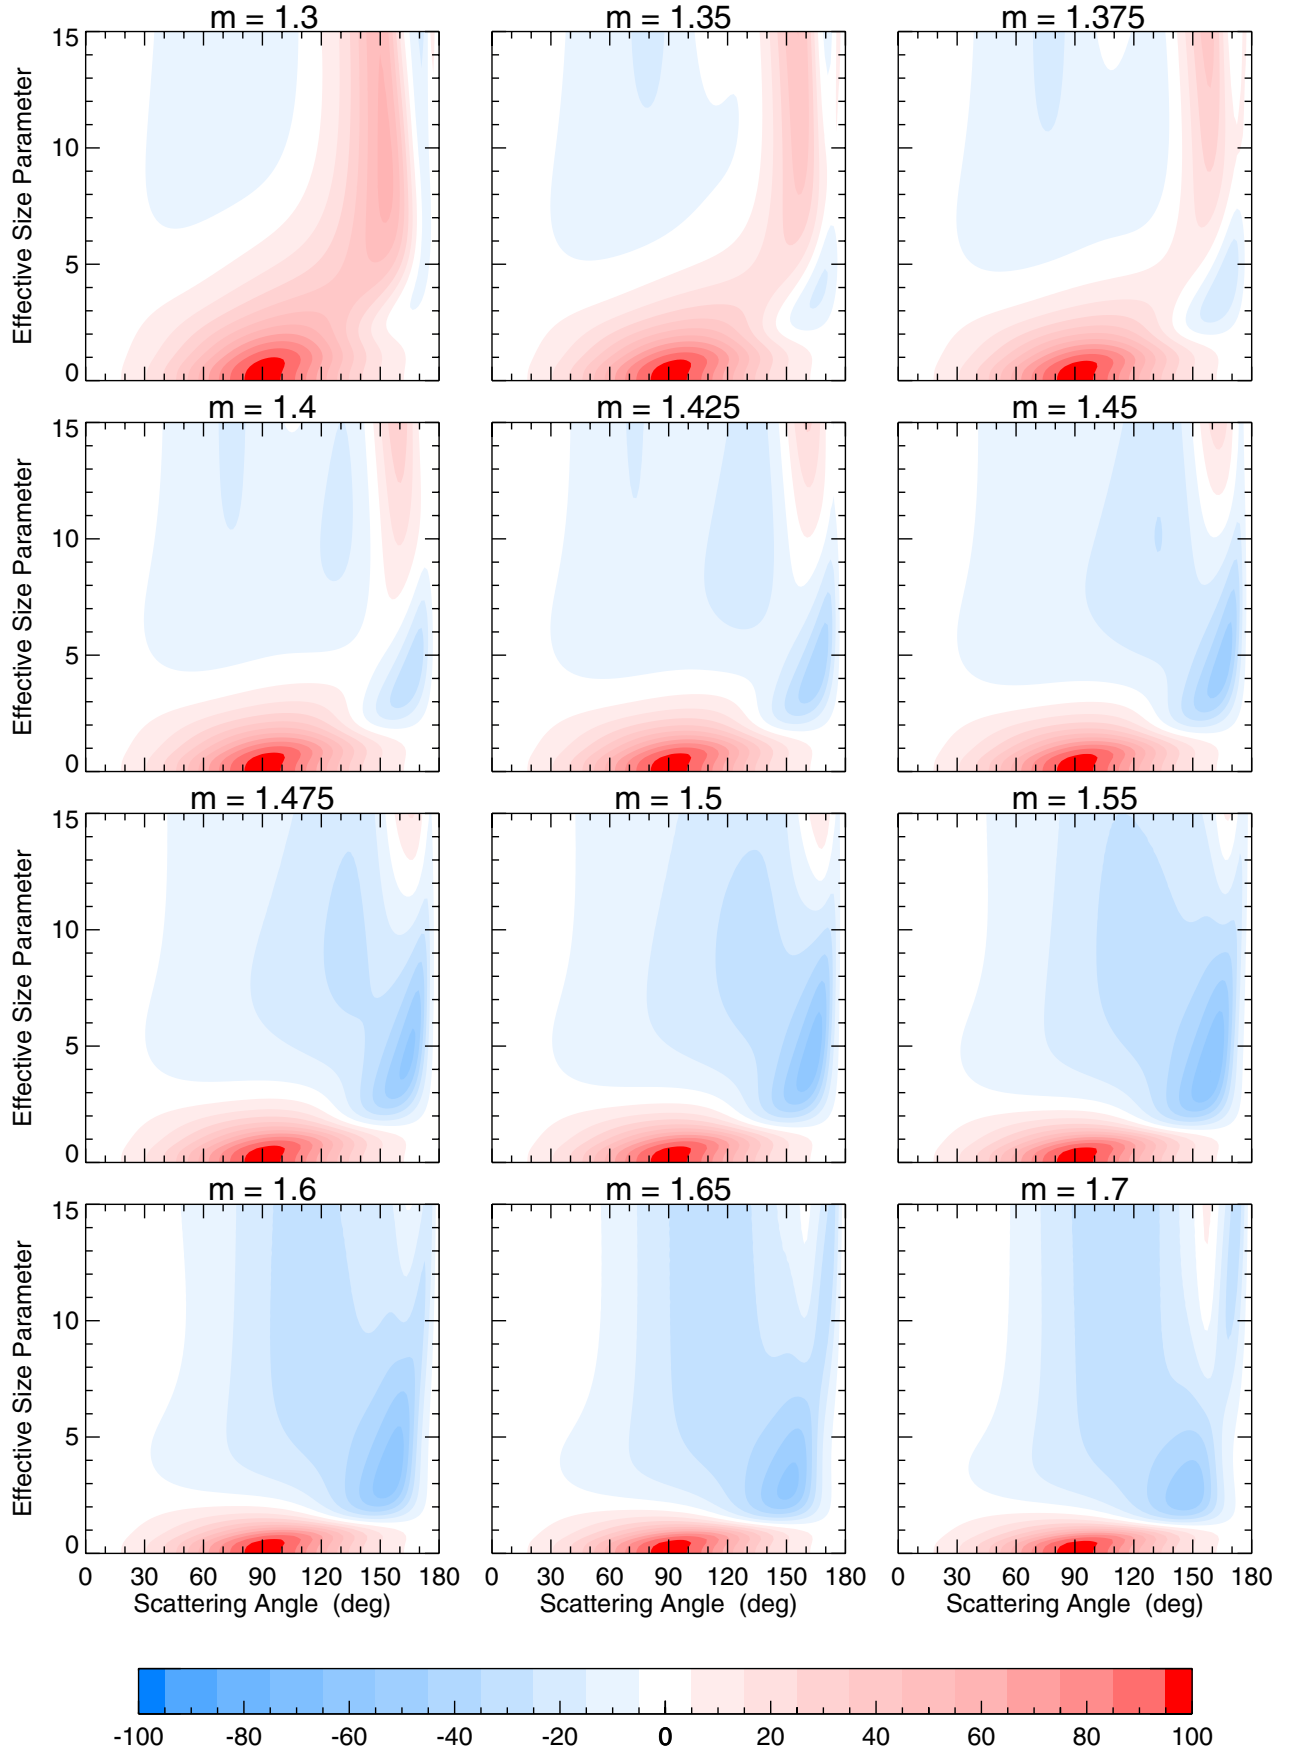 m = 1.3 m = 1.35 m = 1.375
Effective Size Parameter
15
10
5
0
m = 1.4 m = 1.425 m = 1.45
Effective Size Parameter
15
10
5
0
m = 1.475 m = 1.5 m = 1.55
Effective Size Parameter
15
10
5
0
m = 1.6 m = 1.65 m = 1.7
Effective Size Parameter
15
10
5
0
0 30 60 90 120 150 180 0 30 60 90 120 150 180 0 30 60 90 120 150 180
Scattering Angle (deg) Scattering Angle (deg) Scattering Angle (deg)
-100 -80 -60 -40 -20 0 20 40 60 80 100